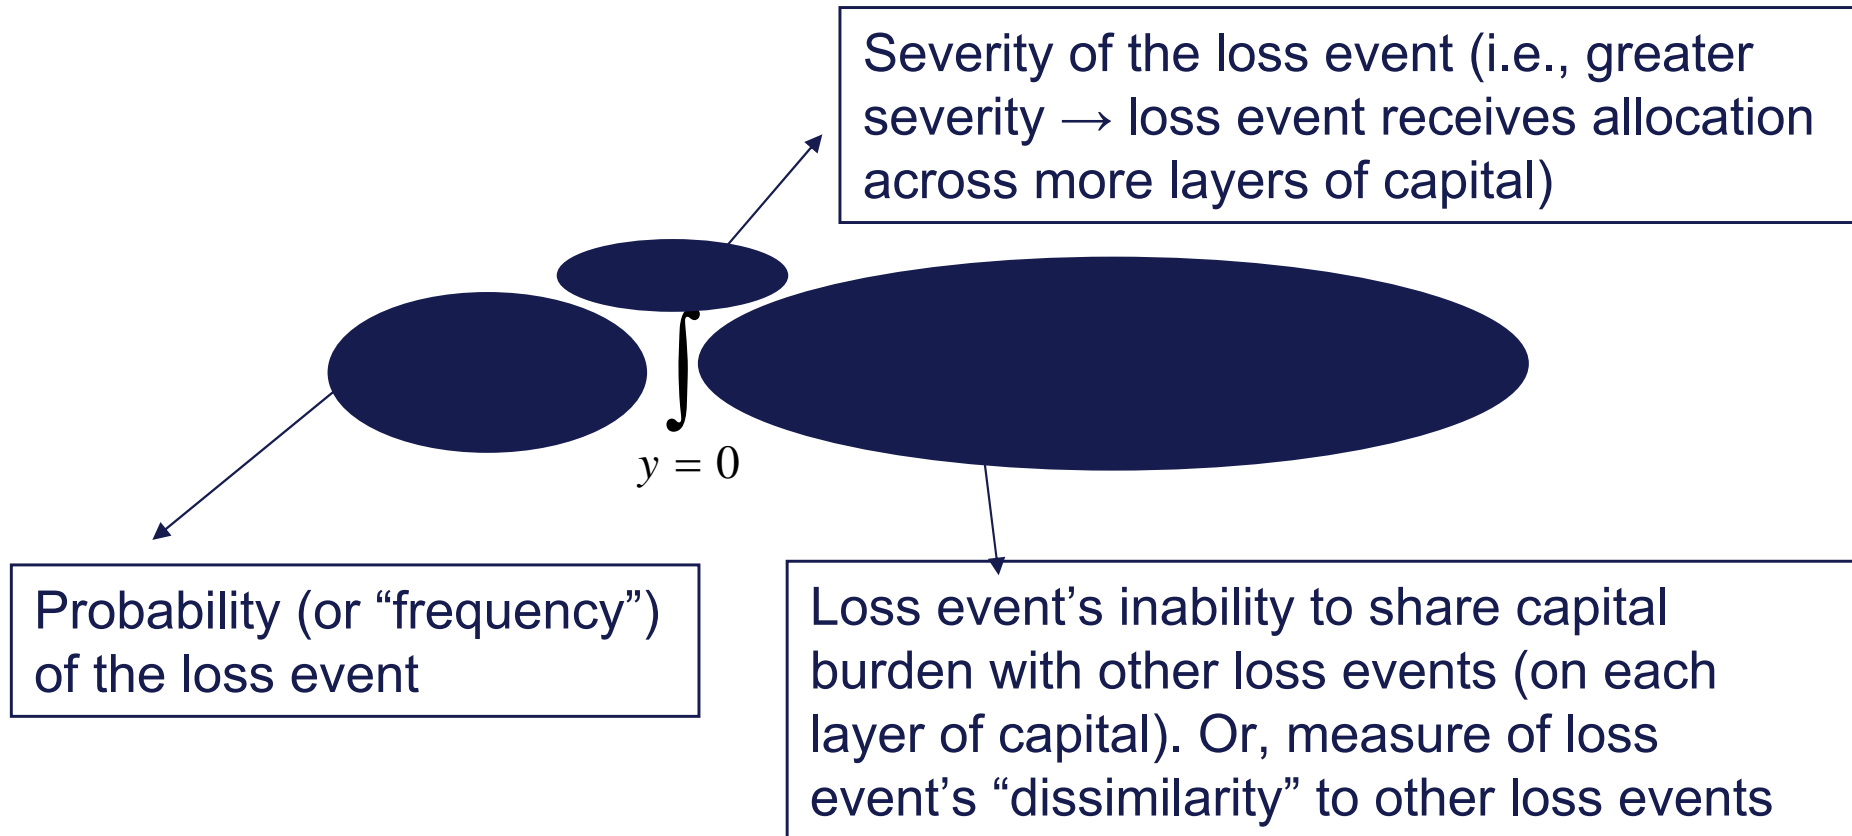 Severity of the loss event (i.e., greater
severity → loss event receives allocation
across more layers of capital)
∫
y = 0
Probability (or “frequency”)
of the loss event
Loss event’s inability to share capital
burden with other loss events (on each
layer of capital). Or, measure of loss
event’s “dissimilarity” to other loss events